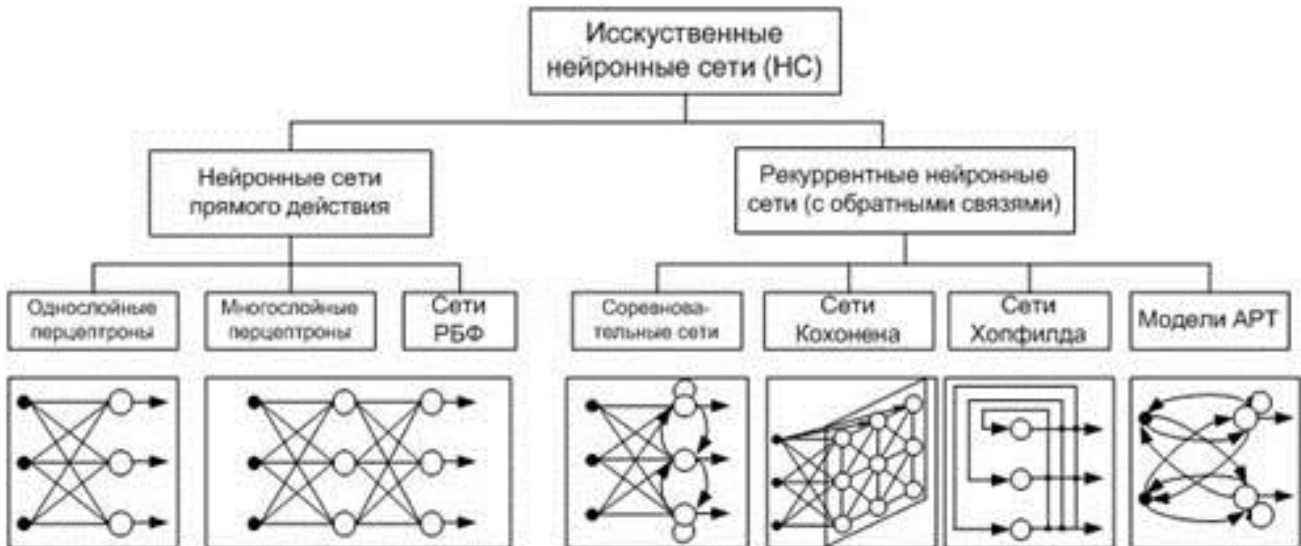 Исскуственные
нейронные сети (НС)
Нейронные сети
прямого действия
Рекуррентные нейронные
сети (с обратными связями)
Однослойные
перцептроны
Многослойные
перцептроны
Сети
РБФ
Соревнова-
тельные сети
Сети
Кохонена
Сети
Хопфилда
Модели АРТ